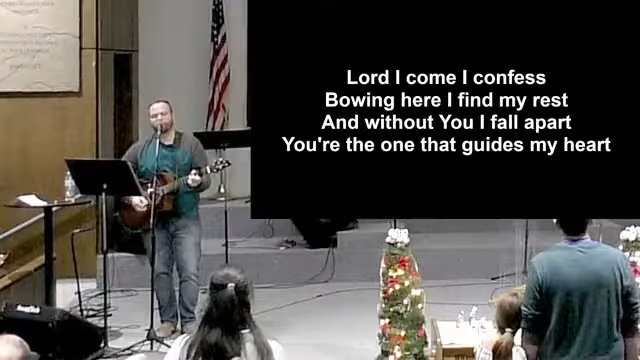 Lord I come I confess
Bowing here I find my rest
And without You I fall apart
You're the one that guides my heart